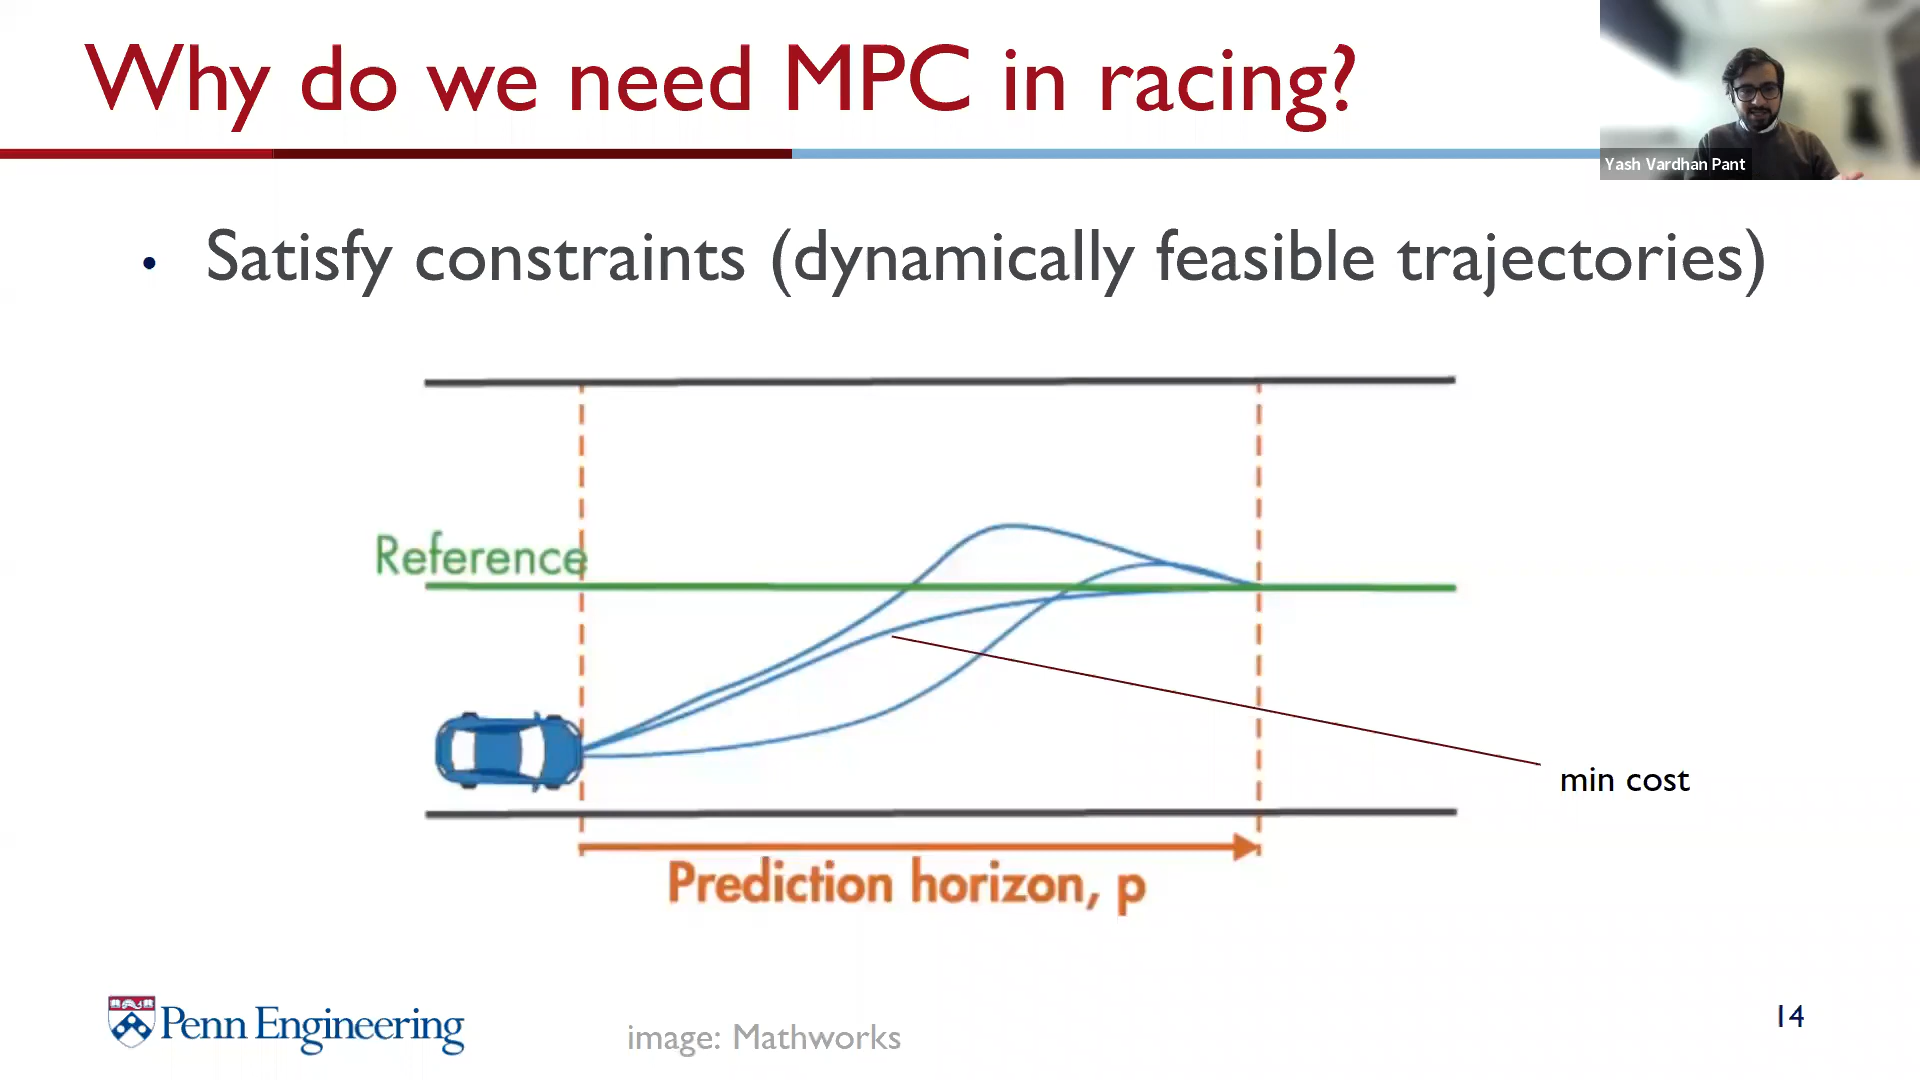 Why do we need MPC in racing?
Yash Vardhan Pant
• Satisfy constraints (dynamically feasible trajectories)
Reference
min cost
Prediction horizon, p
Penn Engineering
image: Mathworks
14